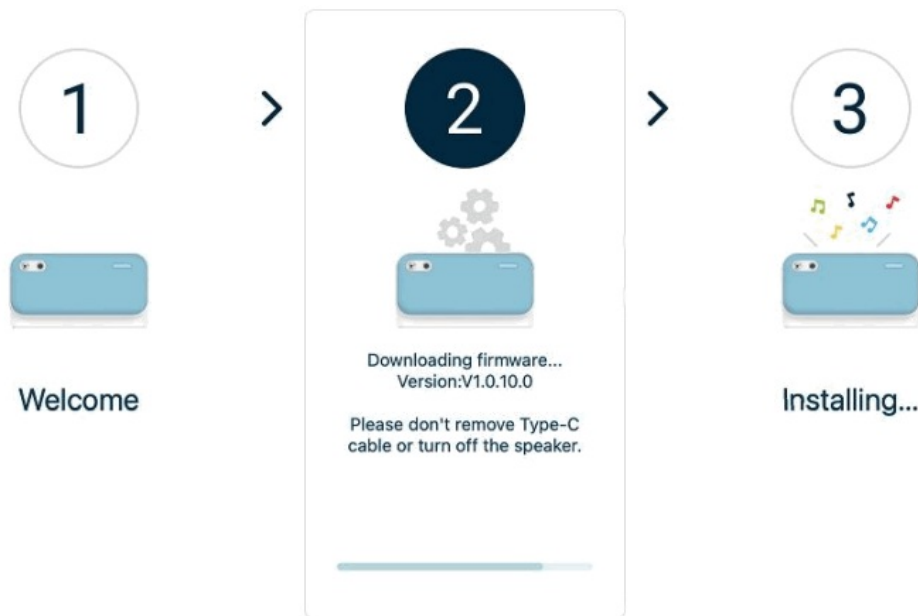 1
>
2
>
3
Welcome
Downloading firmware...
Version:V1.0.10.0
Please don't remove Type-C
cable or turn off the speaker.
Installing...